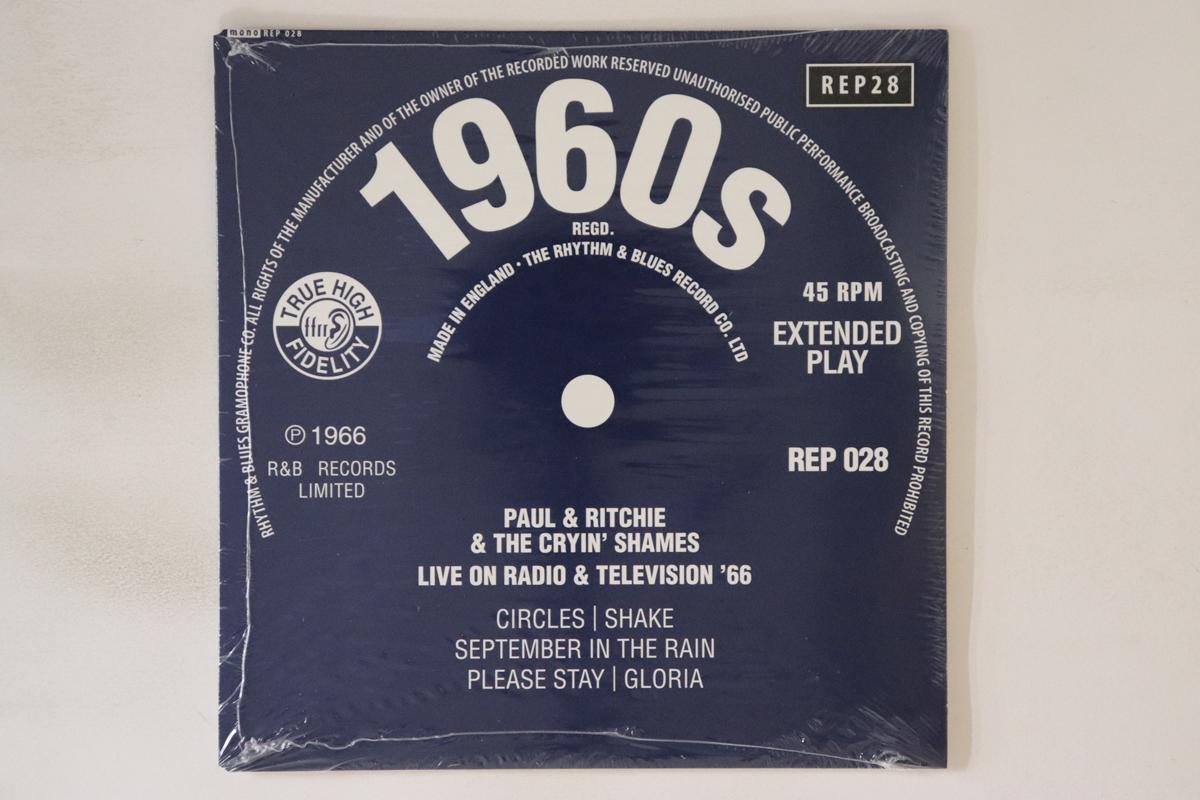 mono REP 028
REP28
RHYTHM & BLUES GRAMOPHONE CO. ALL RIGHTS OF THE MANUFACTURER AND OF THE OWNER OF THE RECORDED WORK RESERVED UNAUTHORISED PUBLIC PERFORMANCE BROADCASTING AND COPYING OF THIS RECORD PROHIBITED
1960s
REGD.
MADE IN ENGLAND • THE RHYTHM & BLUES RECORD CO. LTD
TRUE HIGH
FIDELITY
45 RPM
EXTENDED
PLAY
℗ 1966
R&B RECORDS
LIMITED
REP 028
PAUL & RITCHIE
& THE CRYIN' SHAMES
LIVE ON RADIO & TELEVISION '66
CIRCLES | SHAKE
SEPTEMBER IN THE RAIN
PLEASE STAY | GLORIA